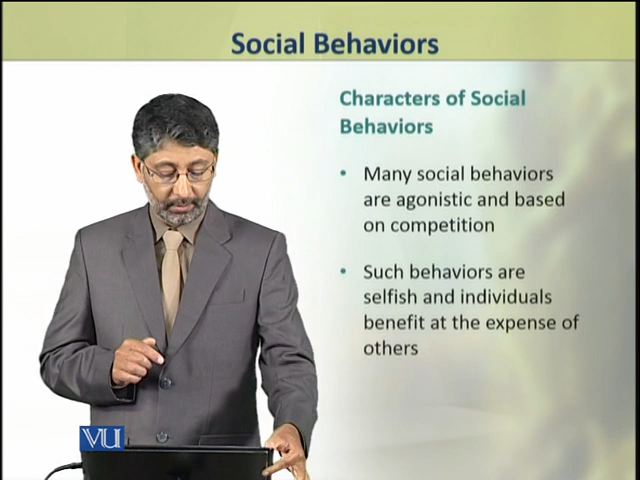 Social Behaviors
Characters of Social
Behaviors
• Many social behaviors
are agonistic and based
on competition
• Such behaviors are
selfish and individuals
benefit at the expense of
others
VU